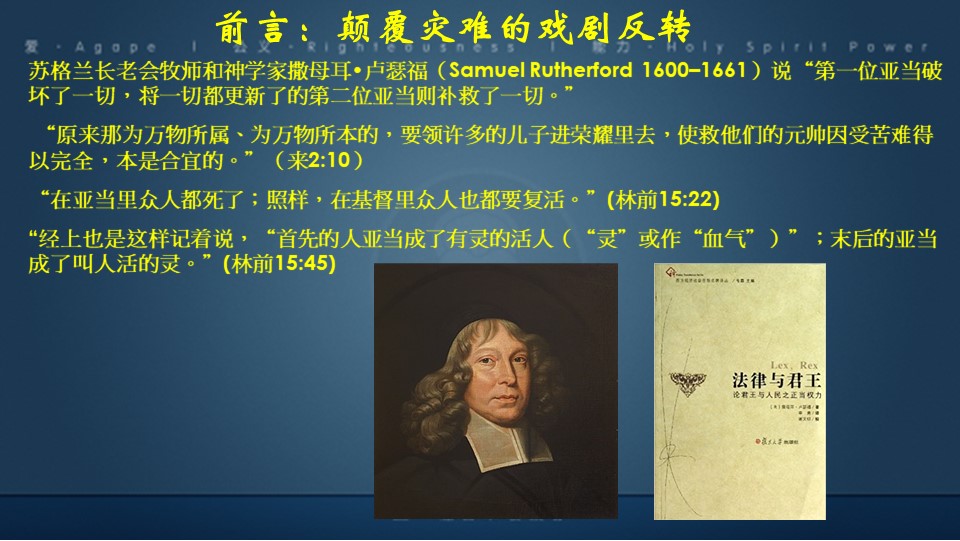 前言：颠覆灾难的戏剧反转
爱 · Agape | 公义 · Righteousness | 能力 · Holy Spirit Power
苏格兰长老会牧师和神学家撒母耳•卢瑟福（Samuel Rutherford 1600–1661）说“第一位亚当破
坏了一切，将一切都更新了的第二位亚当则补救了一切。”
“原来那为万物所属、为万物所本的，要领许多的儿子进荣耀里去，使救他们的元帅因受苦难得
以完全，本是合宜的。”（来2:10）
“在亚当里众人都死了；照样，在基督里众人也都要复活。”(林前15:22)
“经上也是这样记着说，“首先的人亚当成了有灵的活人（“灵”或作“血气”）”；末后的亚当
成了叫人活的灵。”(林前15:45)
Lex, Rex
法律与君王
论君王与人民之正当权力